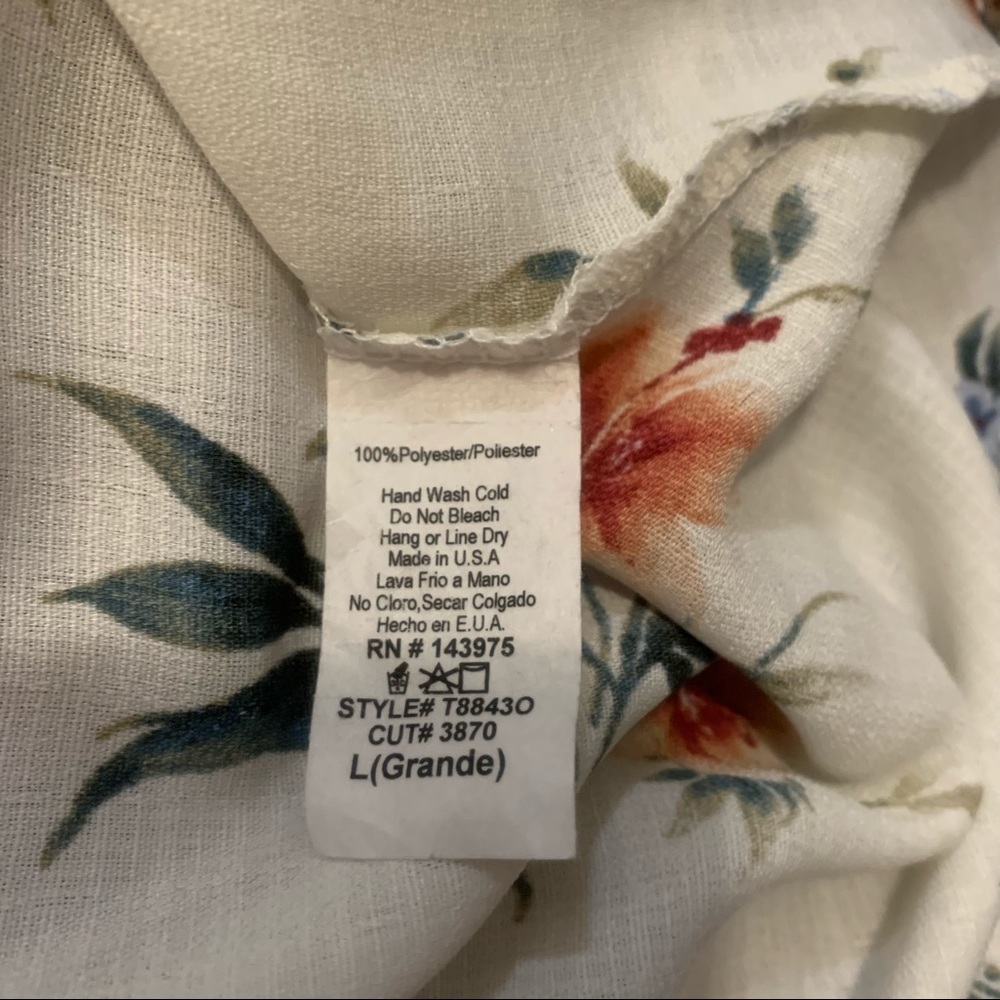 100%Polyester/Poliester
Hand Wash Cold
Do Not Bleach
Hang or Line Dry
Made in U.S.A
Lava Frio a Mano
No Cloro,Secar Colgado
Hecho en E.U.A.
RN # 143975
STYLE# T8843O
CUT# 3870
L(Grande)